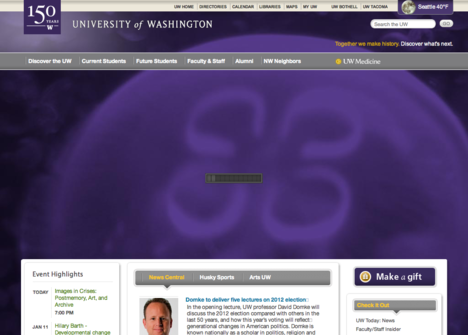 UW HOME DIRECTORIES CALENDAR LIBRARIES MAPS MY UW UW BOTHELL UW TACOMA
Seattle 40°F
150
YEARS
W
UNIVERSITY of WASHINGTON
Search the UW
GO
Together we make history. Discover what's next.
Discover the UW Current Students Future Students Faculty & Staff Alumni NW Neighbors UW Medicine
Event Highlights
TODAY Images in Crises: Postmemory, Art, and Archive
7:00 PM
JAN 11 Hilary Barth - Developmental change
News Central Husky Sports Arts UW
Domke to deliver five lectures on 2012 election
In the opening lecture, UW professor David Domke will
discuss the 2012 election compared with others in the
last 50 years, and how this year's voting will reflect
generational changes in American politics. Domke is
known nationally as a scholar in politics, religion and
Make a gift
Check It Out
UW Today: News
Faculty/Staff Insider